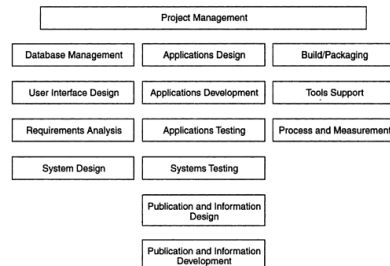 Project Management
Database Management
Applications Design
Build/Packaging
User Interface Design
Applications Development
Tools Support
Requirements Analysis
Applications Testing
Process and Measurement
System Design
Systems Testing
Publication and Information
Design
Publication and Information
Development